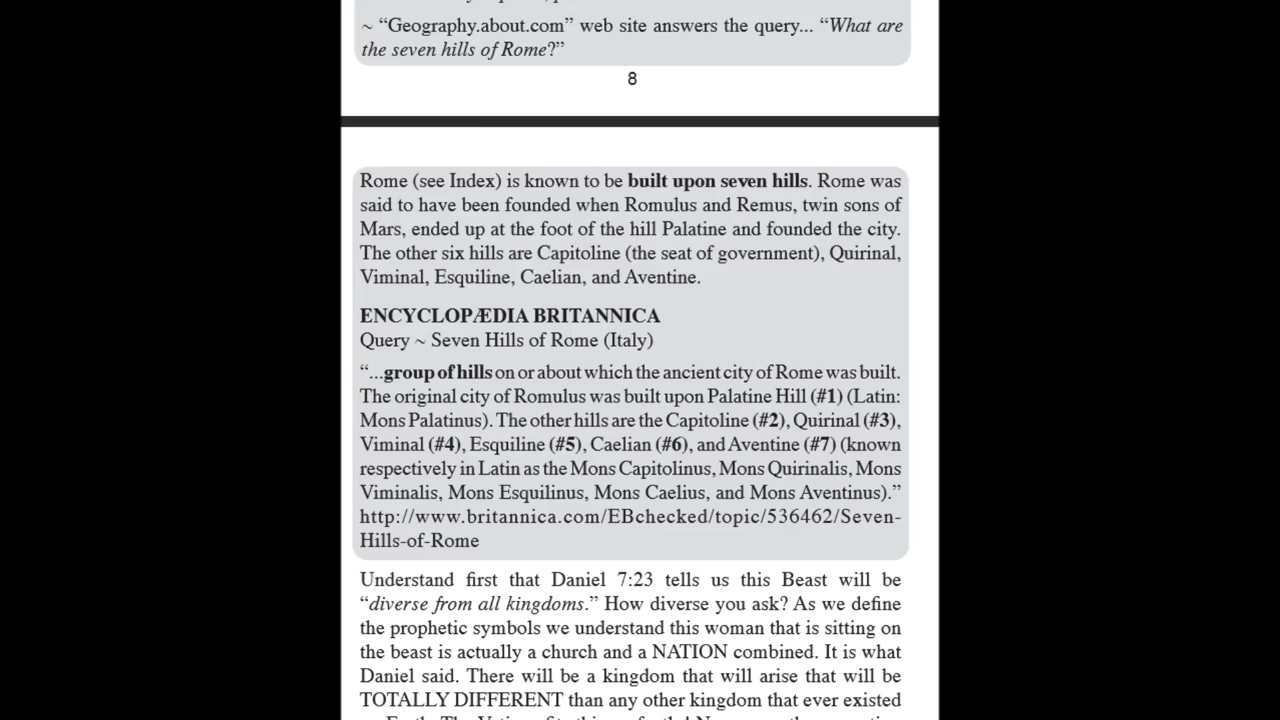 ~ “Geography.about.com” web site answers the query... “What are
the seven hills of Rome?”
8
Rome (see Index) is known to be built upon seven hills. Rome was
said to have been founded when Romulus and Remus, twin sons of
Mars, ended up at the foot of the hill Palatine and founded the city.
The other six hills are Capitoline (the seat of government), Quirinal,
Viminal, Esquiline, Caelian, and Aventine.
ENCYCLOPÆDIA BRITANNICA
Query ~ Seven Hills of Rome (Italy)
“...group of hills on or about which the ancient city of Rome was built.
The original city of Romulus was built upon Palatine Hill (#1) (Latin:
Mons Palatinus). The other hills are the Capitoline (#2), Quirinal (#3),
Viminal (#4), Esquiline (#5), Caelian (#6), and Aventine (#7) (known
respectively in Latin as the Mons Capitolinus, Mons Quirinalis, Mons
Viminalis, Mons Esquilinus, Mons Caelius, and Mons Aventinus).”
http://www.britannica.com/EBchecked/topic/536462/Seven-
Hills-of-Rome
Understand first that Daniel 7:23 tells us this Beast will be
“diverse from all kingdoms.” How diverse you ask? As we define
the prophetic symbols we understand this woman that is sitting on
the beast is actually a church and a NATION combined. It is what
Daniel said. There will be a kingdom that will arise that will be
TOTALLY DIFFERENT than any other kingdom that ever existed